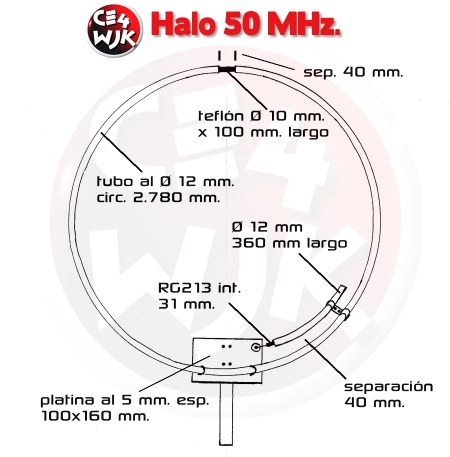 CE4
WJK
Halo 50 MHz.
sep. 40 mm.
teflón Ø 10 mm.
x 100 mm. largo
tubo al Ø 12 mm.
circ. 2.780 mm.
Ø 12 mm
360 mm largo
RG213 int.
31 mm.
separación
40 mm.
platina al 5 mm. esp.
100x160 mm.
CE4
WJK